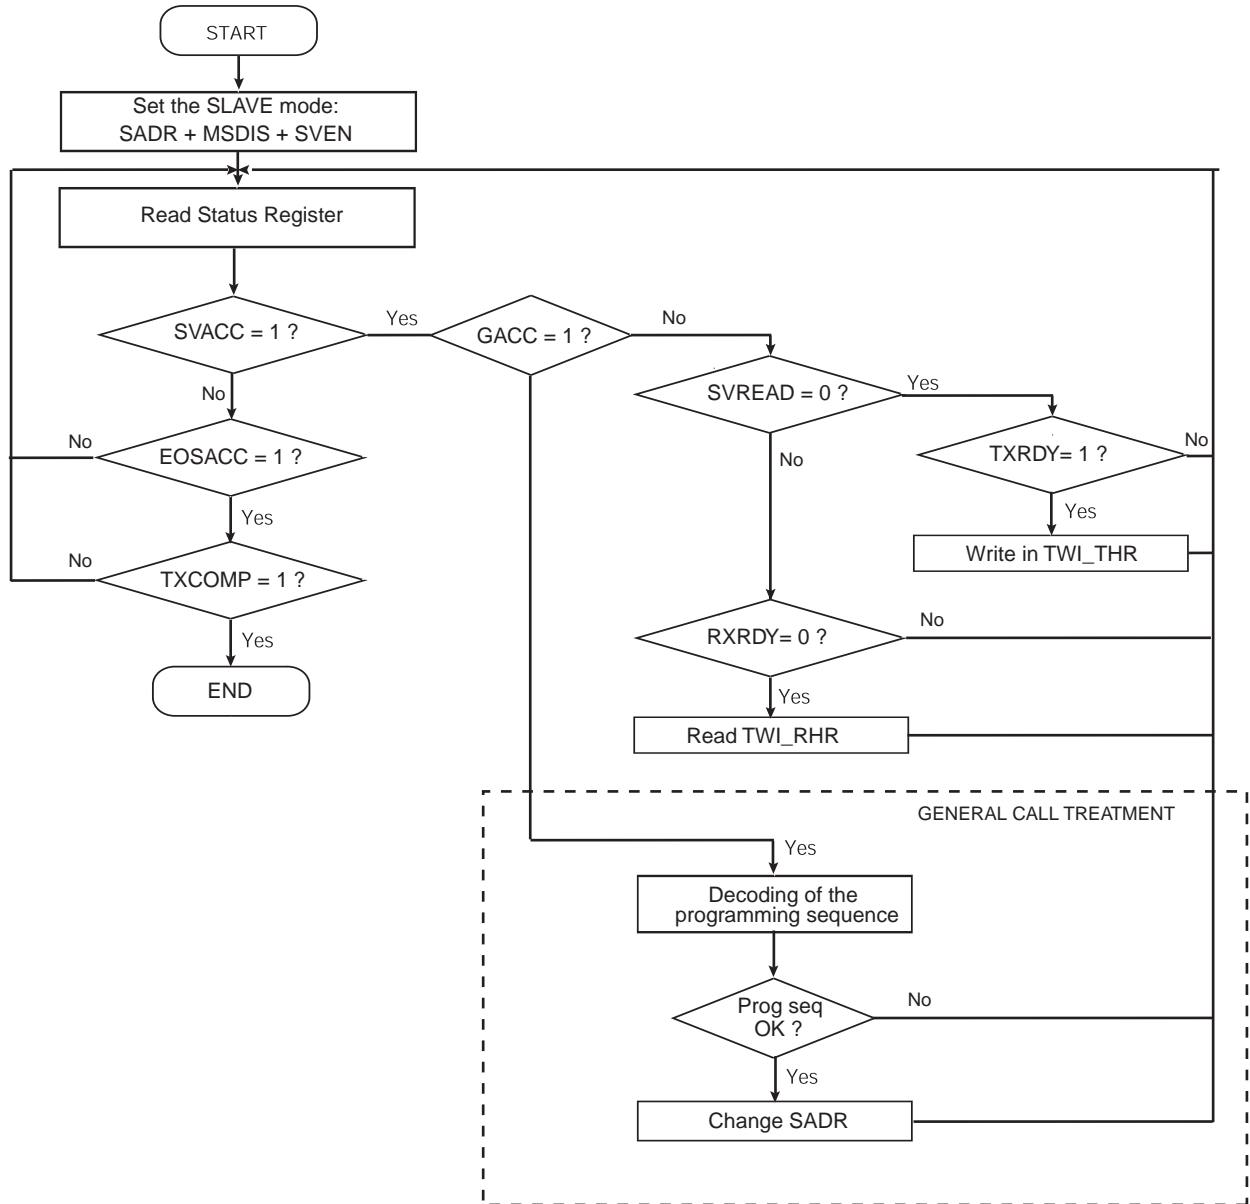 START
Set the SLAVE mode:
SADR + MSDIS + SVEN
Read Status Register
SVACC = 1 ?
Yes
GACC = 1 ?
No
No
SVREAD = 0 ?
Yes
No
EOSACC = 1 ?
No
TXRDY= 1 ?
No
Yes
Yes
Write in TWI_THR
No
TXCOMP = 1 ?
Yes
END
RXRDY= 0 ?
No
Yes
Read TWI_RHR
GENERAL CALL TREATMENT
Yes
Decoding of the
programming sequence
Prog seq
OK ?
No
Yes
Change SADR